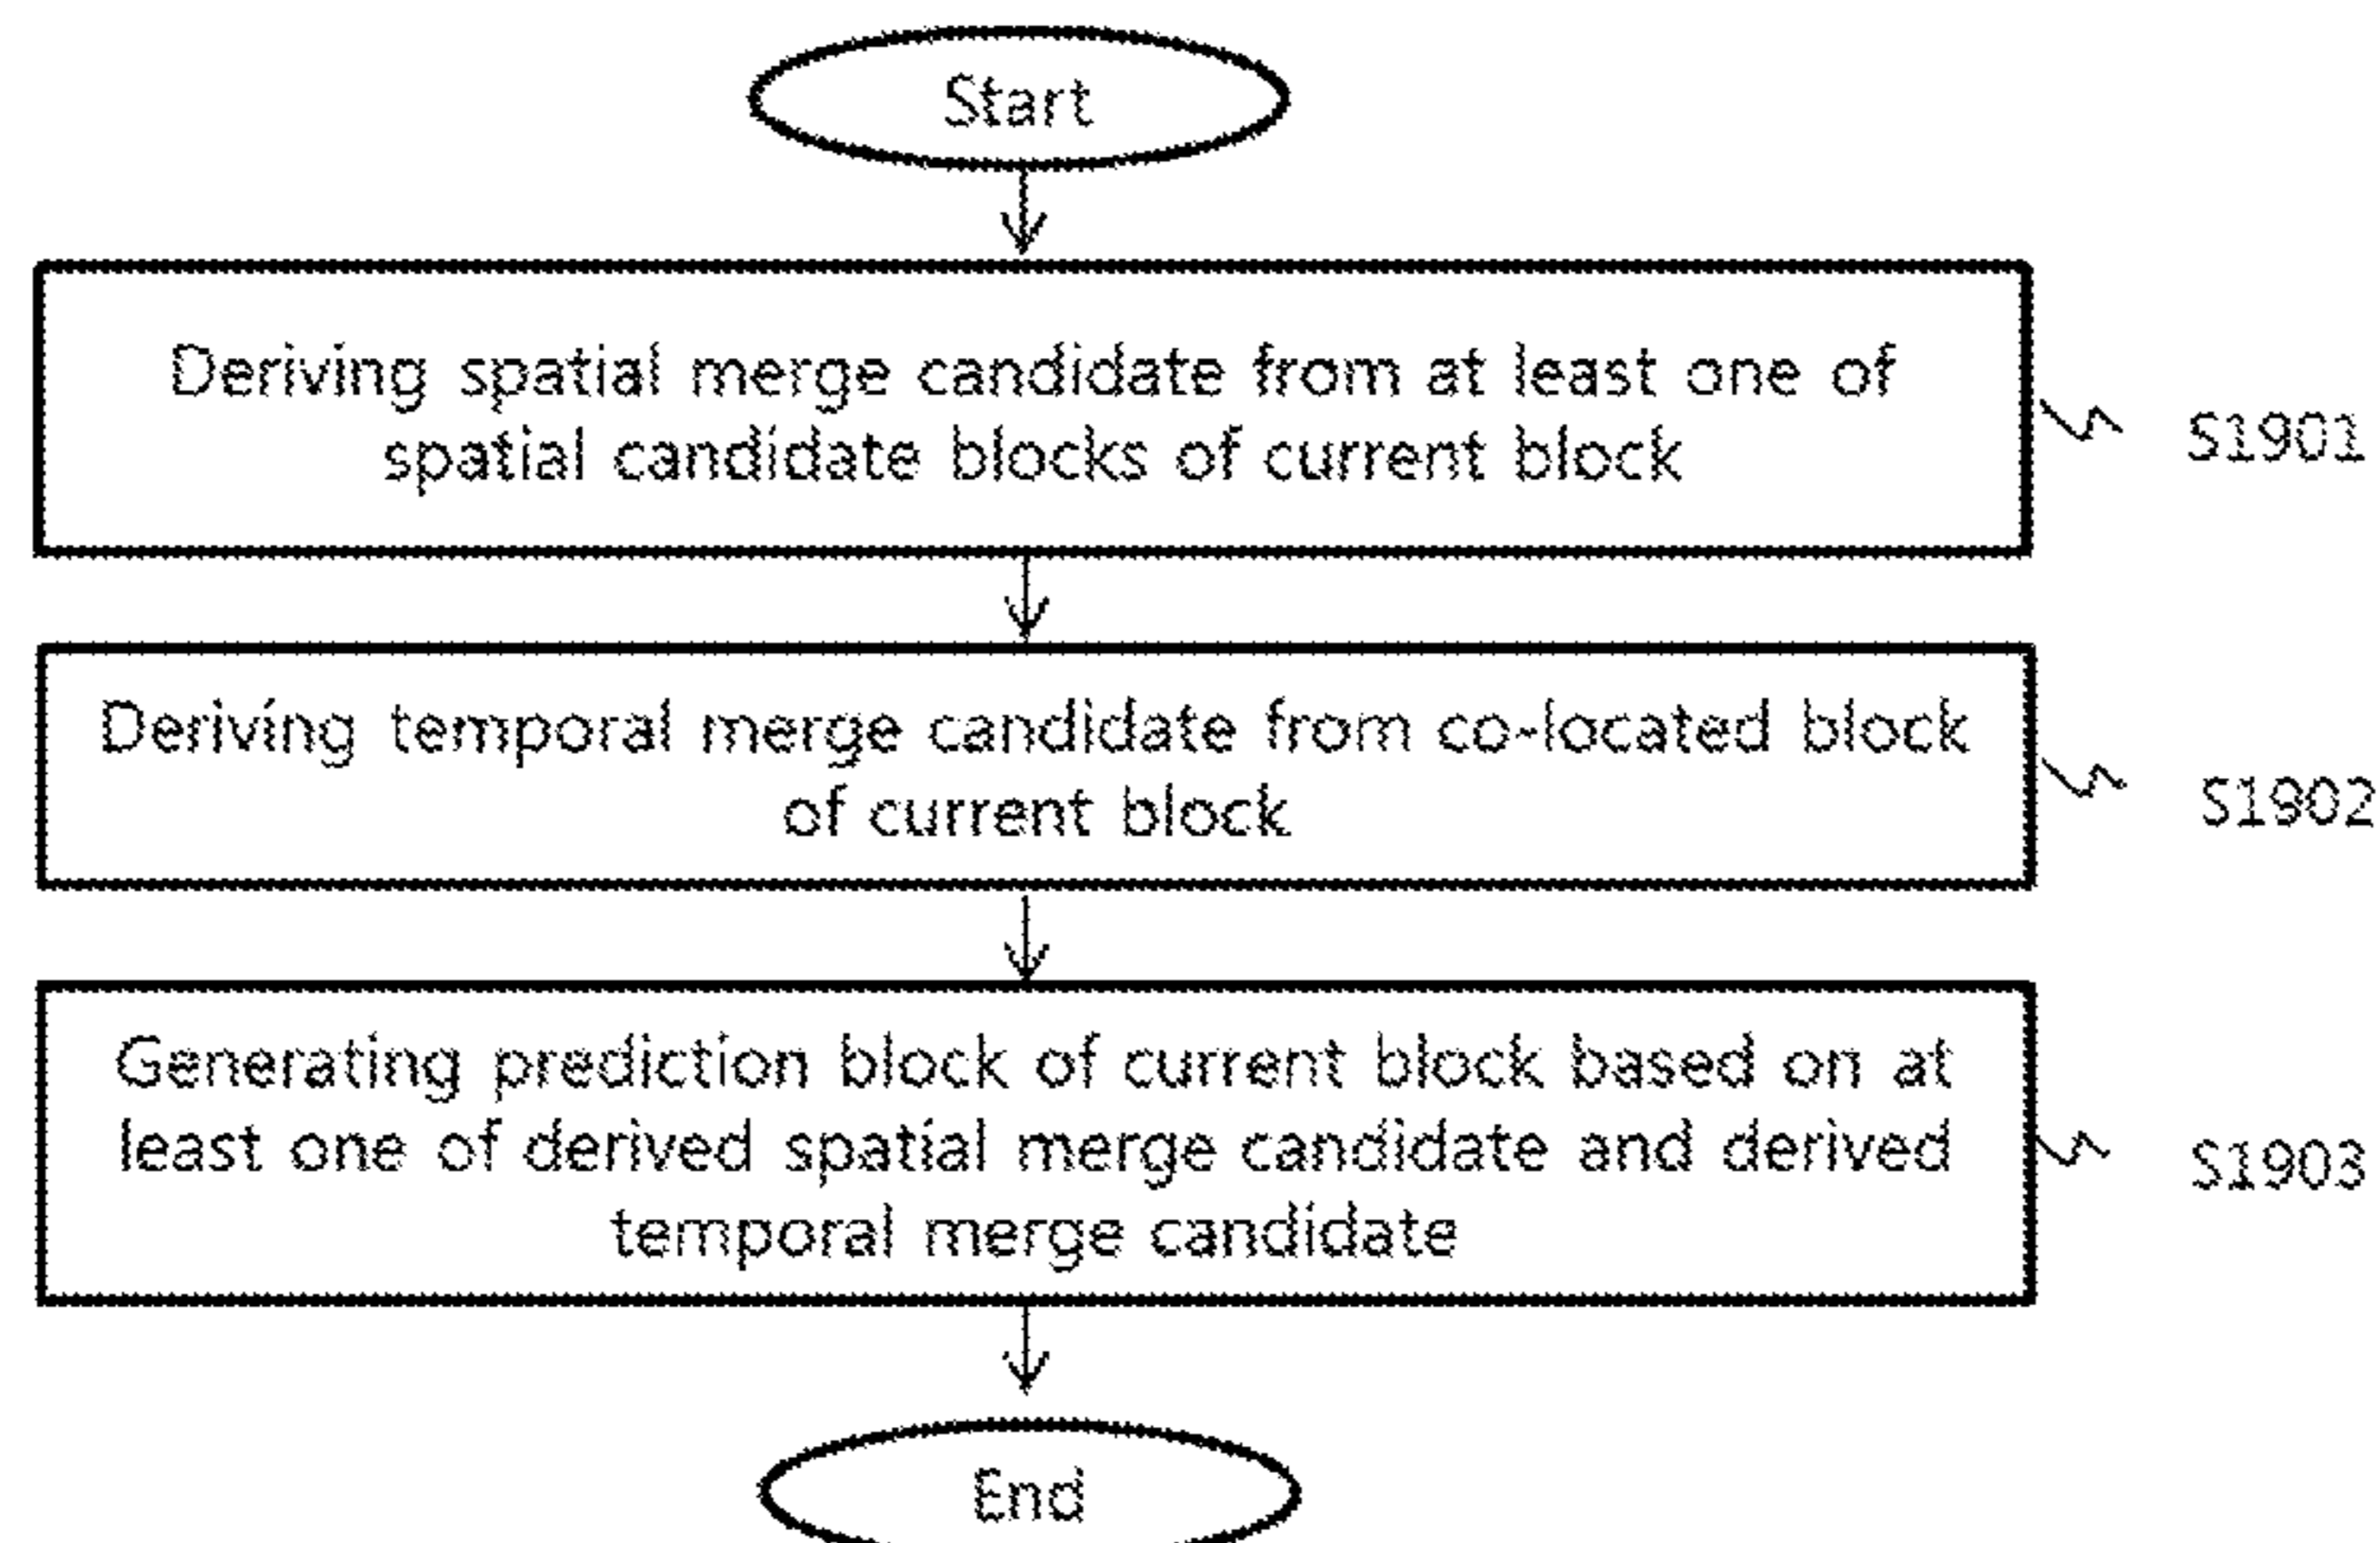 Start
Deriving spatial merge candidate from at least one of
spatial candidate blocks of current block
S1901
Deriving temporal merge candidate from co-located block
of current block
S1902
Generating prediction block of current block based on at
least one of derived spatial merge candidate and derived
temporal merge candidate
S1903
End